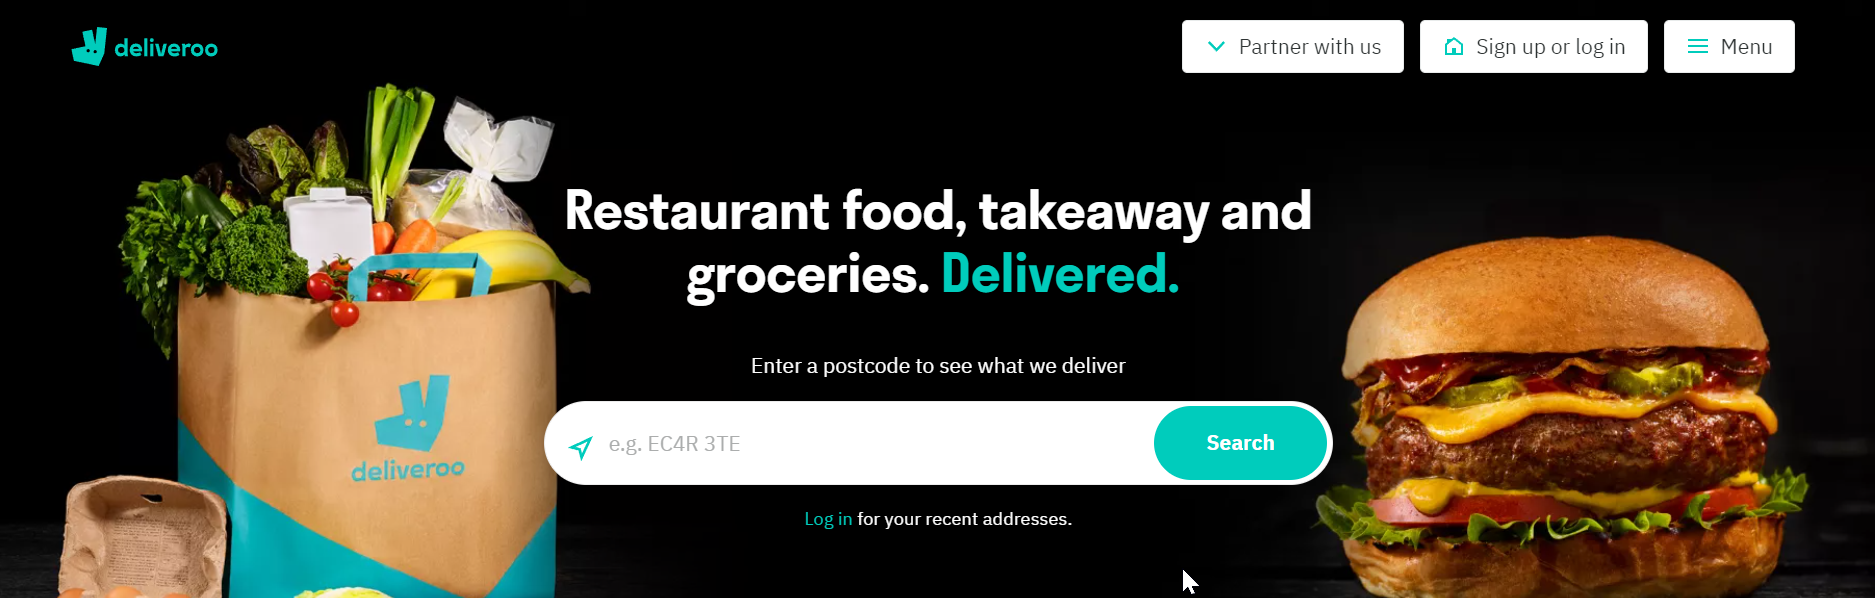 deliveroo
Partner with us
Sign up or log in
Menu
Restaurant food, takeaway and
groceries. Delivered.
Enter a postcode to see what we deliver
e.g. EC4R 3TE
Search
Log in for your recent addresses.
deliveroo